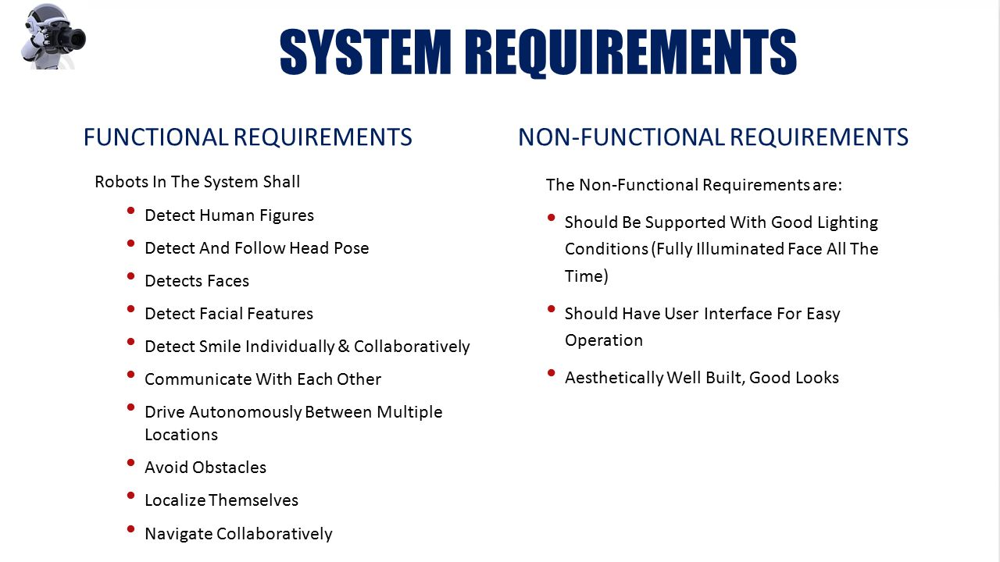 SYSTEM REQUIREMENTS
FUNCTIONAL REQUIREMENTS
Robots In The System Shall
• Detect Human Figures
• Detect And Follow Head Pose
• Detects Faces
• Detect Facial Features
• Detect Smile Individually & Collaboratively
• Communicate With Each Other
• Drive Autonomously Between Multiple
Locations
• Avoid Obstacles
• Localize Themselves
• Navigate Collaboratively
NON-FUNCTIONAL REQUIREMENTS
The Non-Functional Requirements are:
• Should Be Supported With Good Lighting
Conditions (Fully Illuminated Face All The
Time)
• Should Have User Interface For Easy
Operation
• Aesthetically Well Built, Good Looks